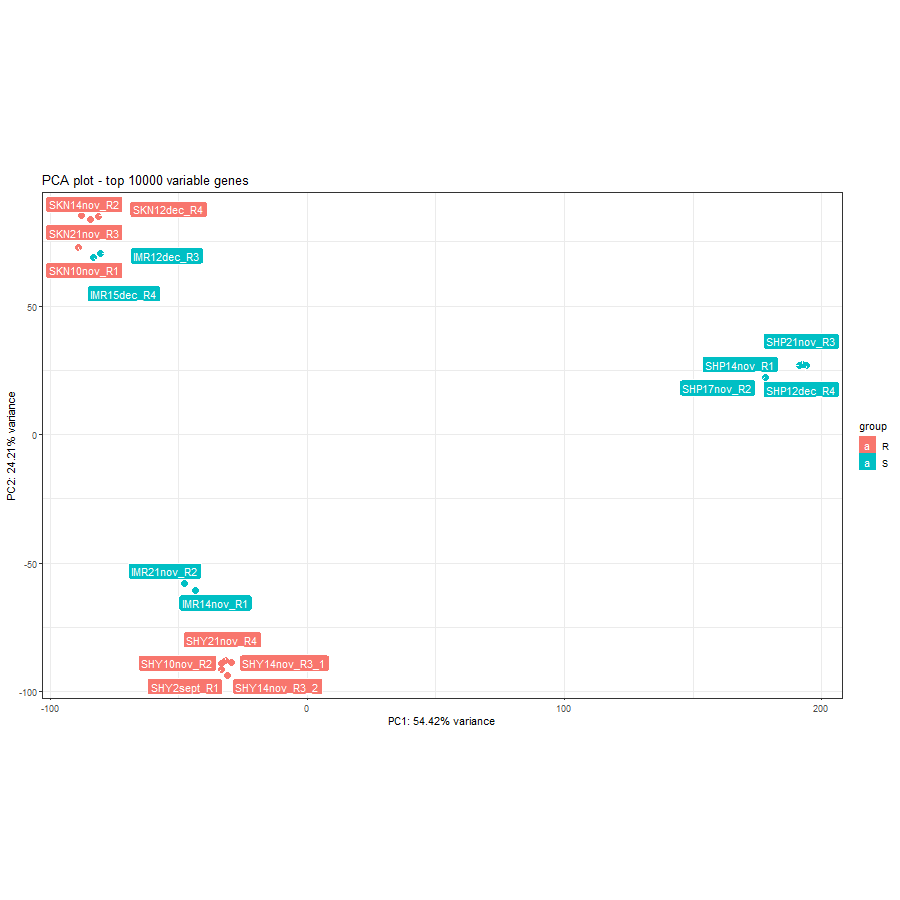 PCA plot - top 10000 variable genes
SKN14nov_R2
SKN12dec_R4
SKN21nov_R3
IMR12dec_R3
SKN10nov_R1
IMR15dec_R4
50
SHP21nov_R3
SHP14nov_R1
SHP17nov_R2
SHP12dec_R4
0
PC2: 24.21% variance
group
a R
a S
-50
IMR21nov_R2
IMR14nov_R1
SHY21nov_R4
SHY10nov_R2
SHY14nov_R3_1
SHY2sept_R1
SHY14nov_R3_2
-100
-100 0 100 200
PC1: 54.42% variance